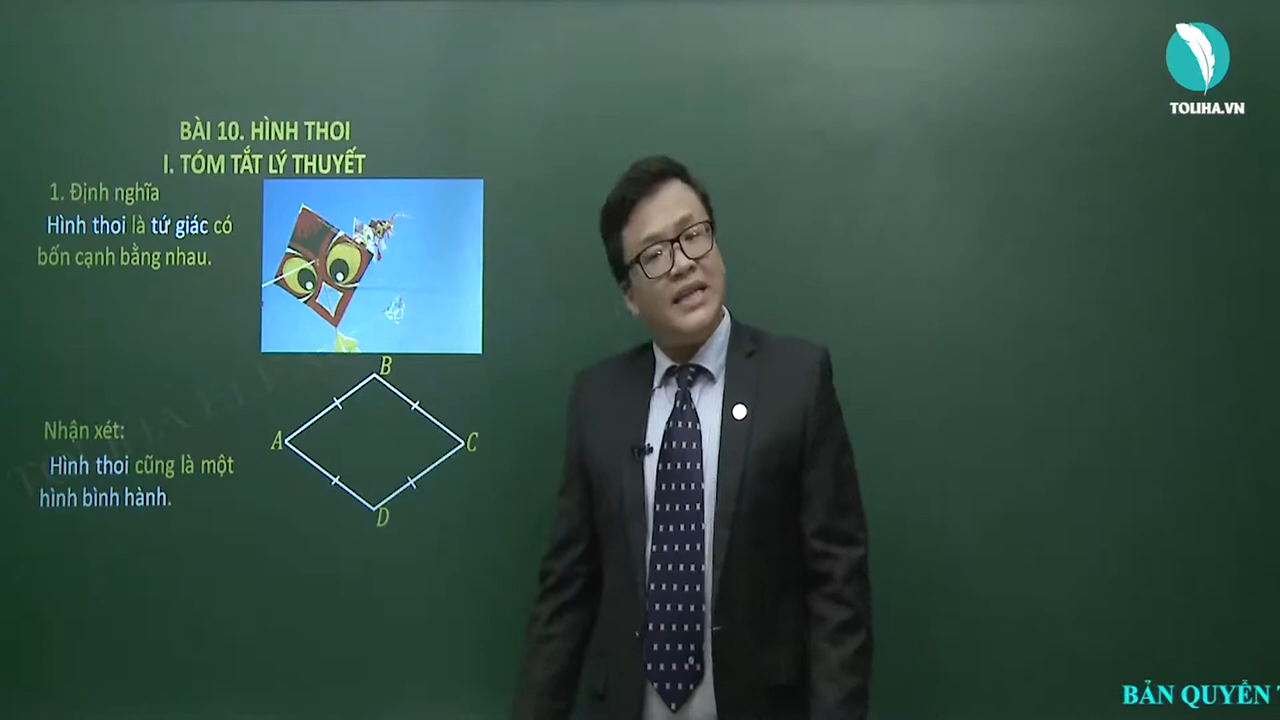 TOLIHA.VN
BÀI 10. HÌNH THOI
I. TÓM TẮT LÝ THUYẾT
1. Định nghĩa
Hình thoi là tứ giác có
bốn cạnh bằng nhau.
B
A
C
D
Nhận xét:
Hình thoi cũng là một
hình bình hành.
BẢN QUYỀN